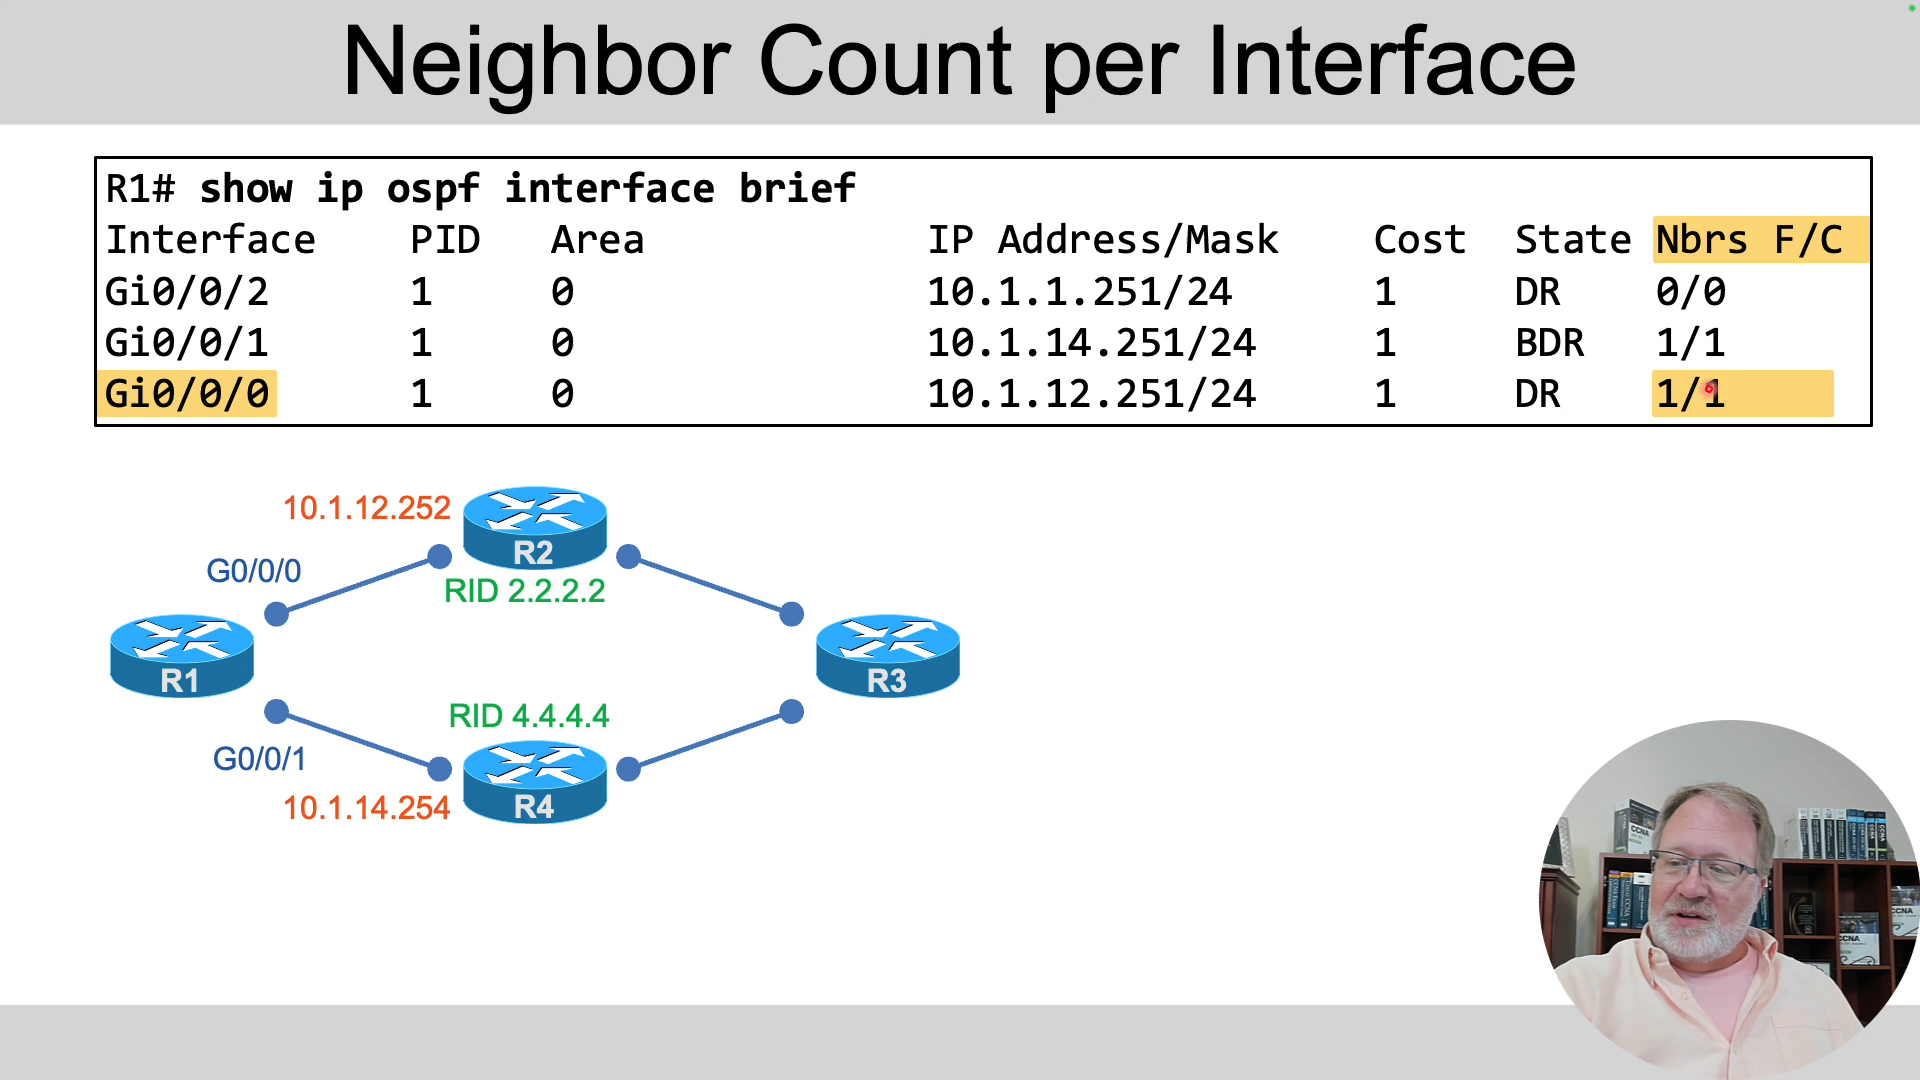 Neighbor Count per Interface
R1# show ip ospf interface brief
Interface PID Area IP Address/Mask Cost State Nbrs F/C
Gi0/0/2 1 0 10.1.1.251/24 1 DR 0/0
Gi0/0/1 1 0 10.1.14.251/24 1 BDR 1/1
Gi0/0/0 1 0 10.1.12.251/24 1 DR 1/1
10.1.12.252
R2
G0/0/0
RID 2.2.2.2
R1
R3
RID 4.4.4.4
G0/0/1
10.1.14.254
R4
CCNA
CCNA
CCNA